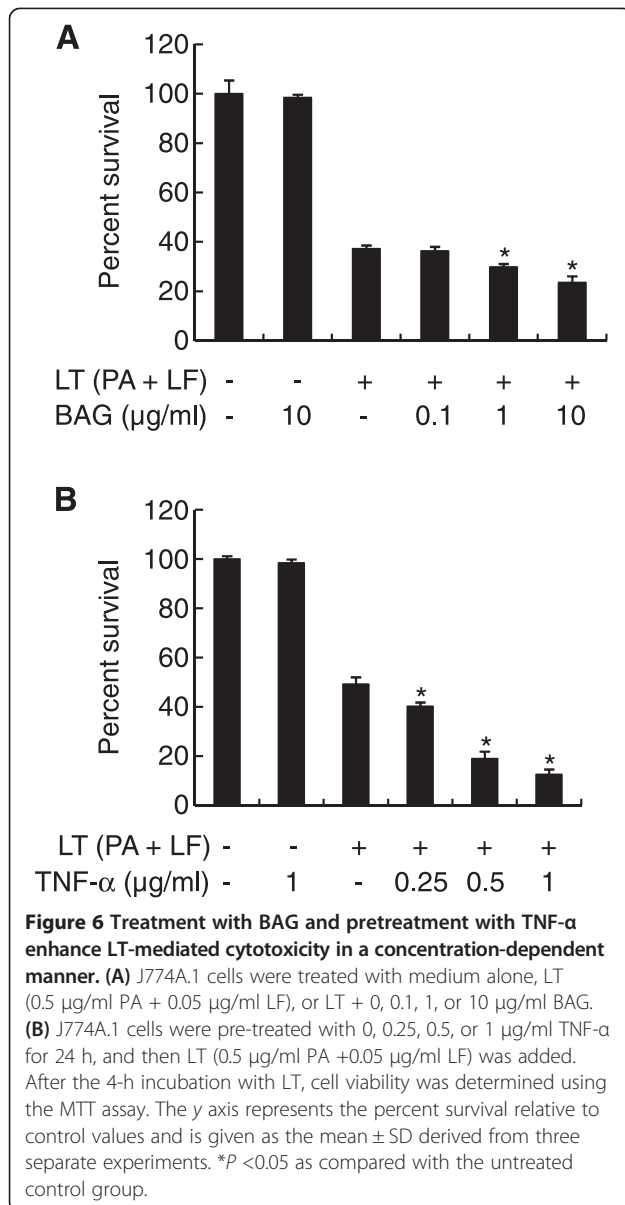 A
120
100
80
60
40
20
0
Percent survival
* *
LT (PA + LF) - - + + + +
BAG (µg/ml) - 10 - 0.1 1 10
B
120
100
80
60
40
20
0
Percent survival
* * *
LT (PA + LF) - - + + + +
TNF-α (µg/ml) - 1 - 0.25 0.5 1
Figure 6 Treatment with BAG and pretreatment with TNF-α
enhance LT-mediated cytotoxicity in a concentration-dependent
manner. (A) J774A.1 cells were treated with medium alone, LT
(0.5 µg/ml PA + 0.05 µg/ml LF), or LT + 0, 0.1, 1, or 10 µg/ml BAG.
(B) J774A.1 cells were pre-treated with 0, 0.25, 0.5, or 1 µg/ml TNF-α
for 24 h, and then LT (0.5 µg/ml PA +0.05 µg/ml LF) was added.
After the 4-h incubation with LT, cell viability was determined using
the MTT assay. The y axis represents the percent survival relative to
control values and is given as the mean ± SD derived from three
separate experiments. *P <0.05 as compared with the untreated
control group.